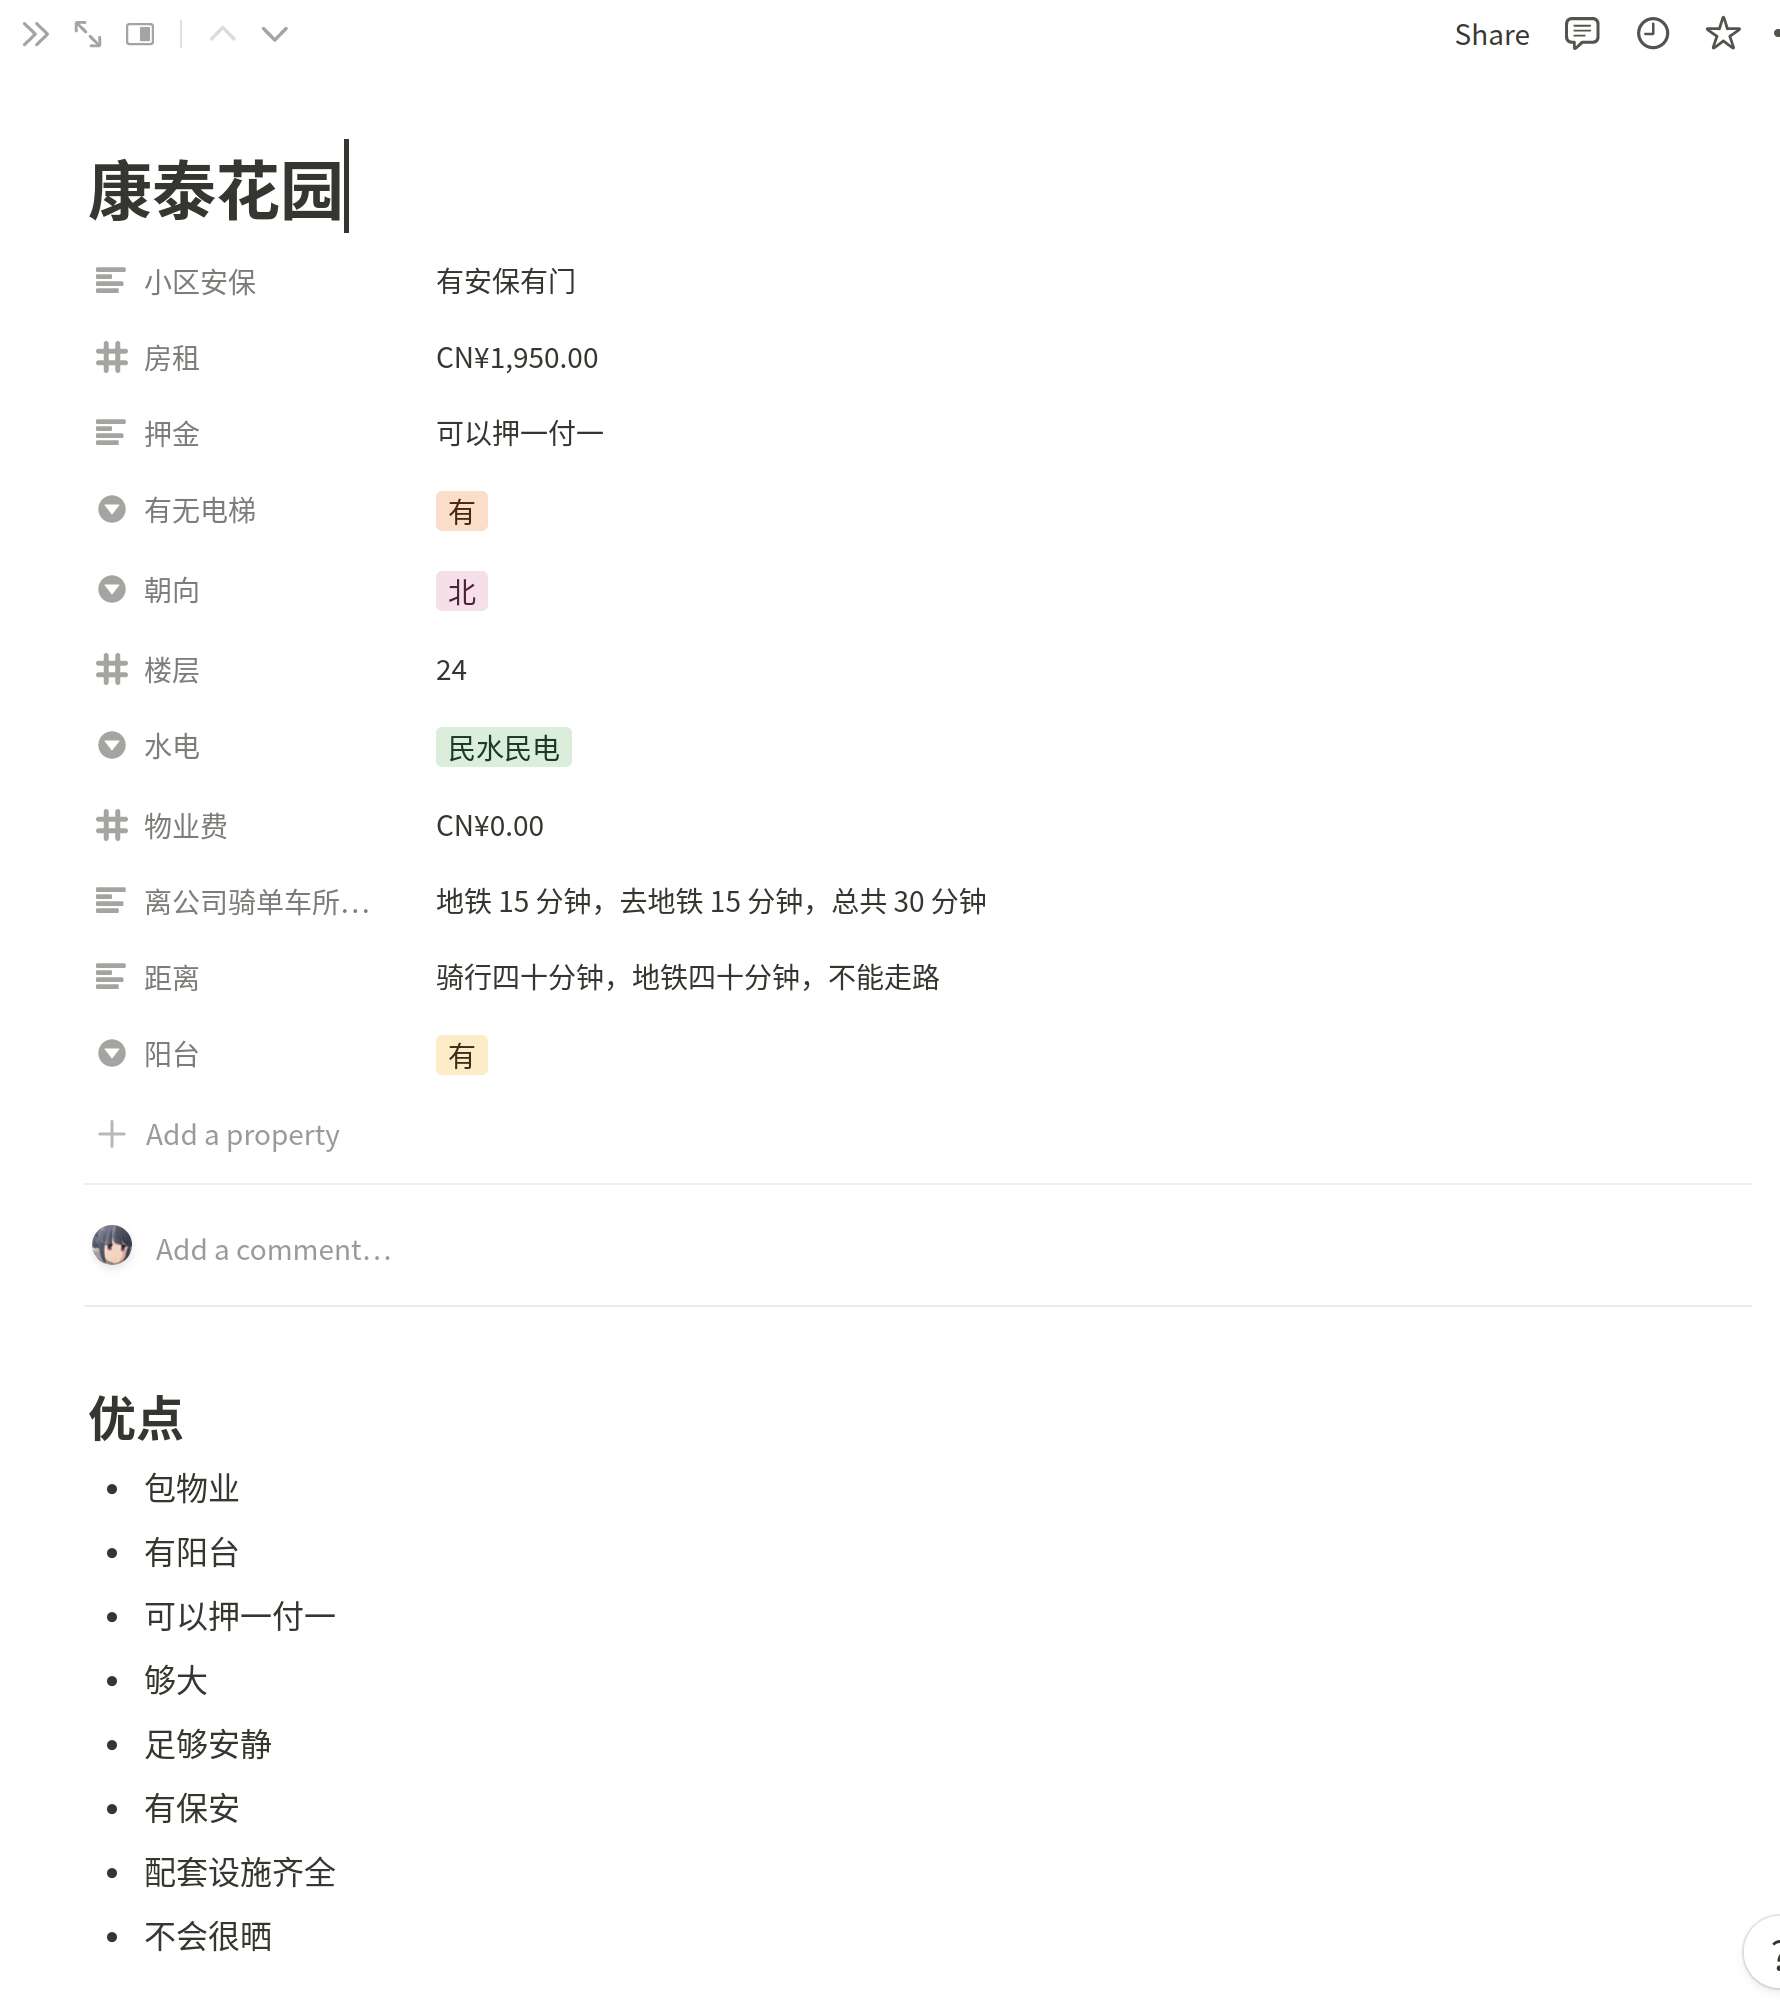 Share
康泰花园
小区安保 有安保有门
房租 CN¥1,950.00
押金 可以押一付一
有无电梯 有
朝向 北
楼层 24
水电 民水民电
物业费 CN¥0.00
离公司骑单车所… 地铁 15 分钟，去地铁 15 分钟，总共 30 分钟
距离 骑行四十分钟，地铁四十分钟，不能走路
阳台 有
Add a property
Add a comment…
优点
• 包物业
• 有阳台
• 可以押一付一
• 够大
• 足够安静
• 有保安
• 配套设施齐全
• 不会很晒
?